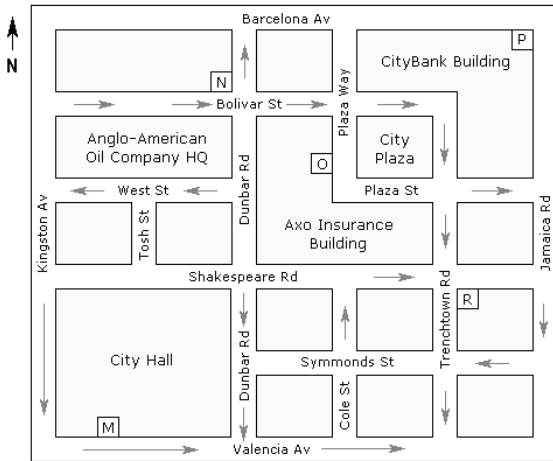 Barcelona Av
N
P
CityBank Building
N
Bolivar St
Plaza Way
Anglo-American
Oil Company HQ
City
Plaza
O
Dunbar Rd
West St
Plaza St
Kingston Av
Tosh St
Axo Insurance
Building
Jamaica Rd
Shakespeare Rd
Trenchtown Rd
R
City Hall
Dunbar Rd
Symmonds St
Cole St
M
Valencia Av